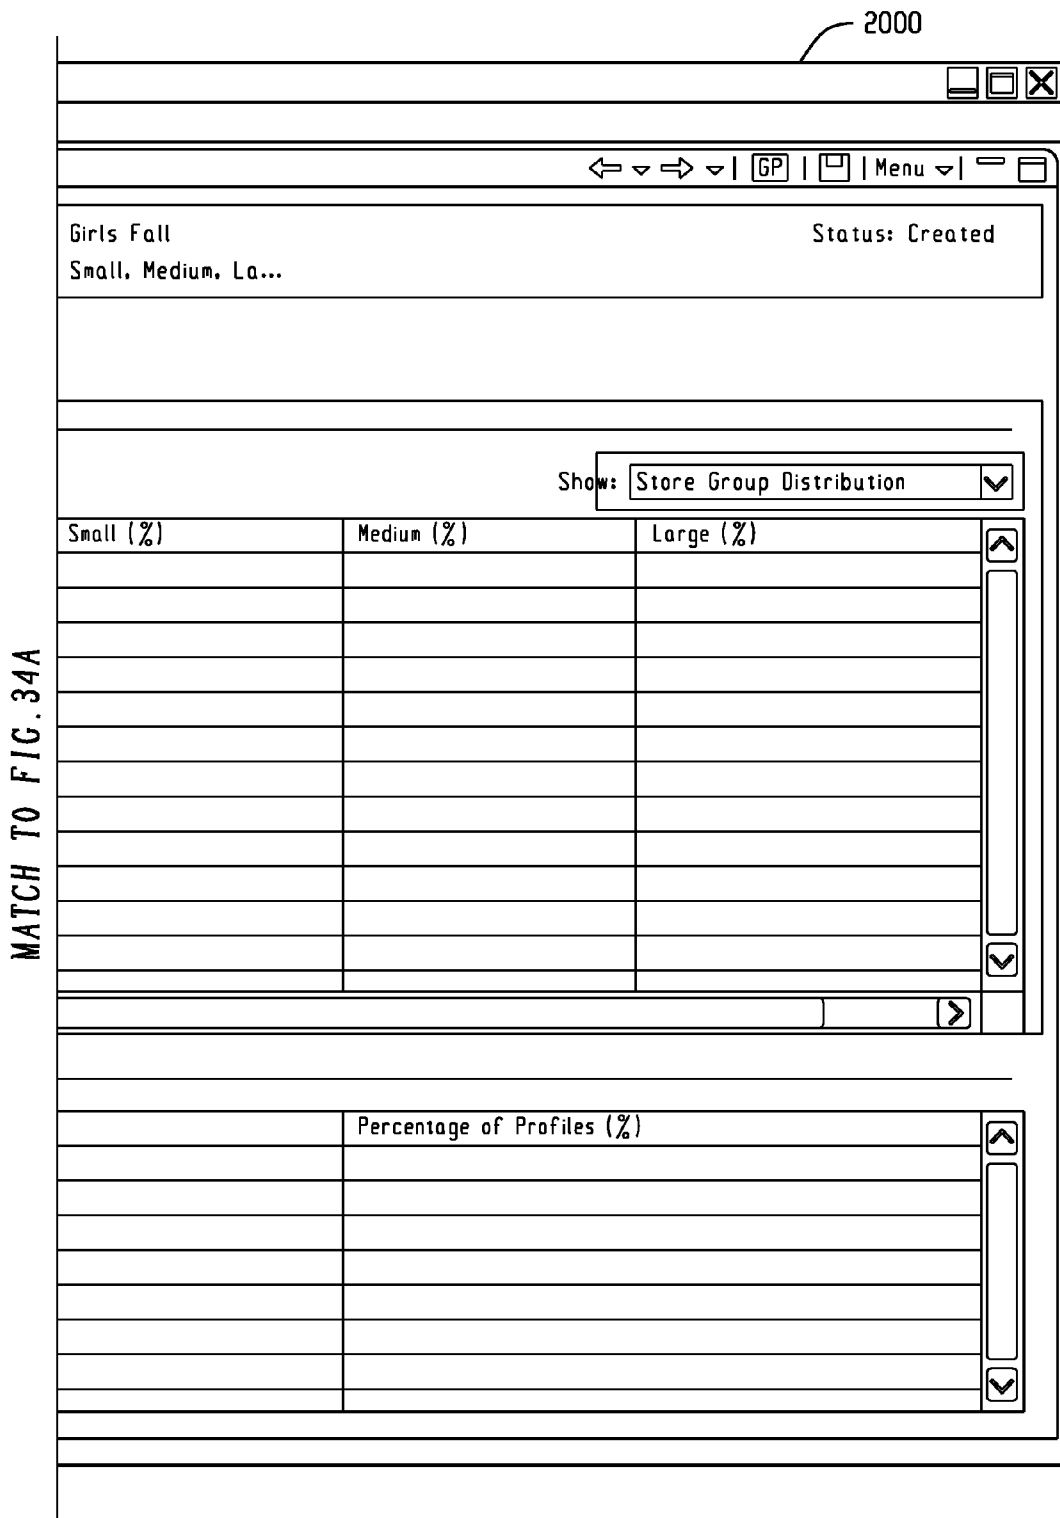 2000
GP Menu
Girls Fall Status: Created
Small, Medium, La...
Show: Store Group Distribution
Small (%) Medium (%) Large (%)
MATCH TO FIG. 34A
Percentage of Profiles (%)